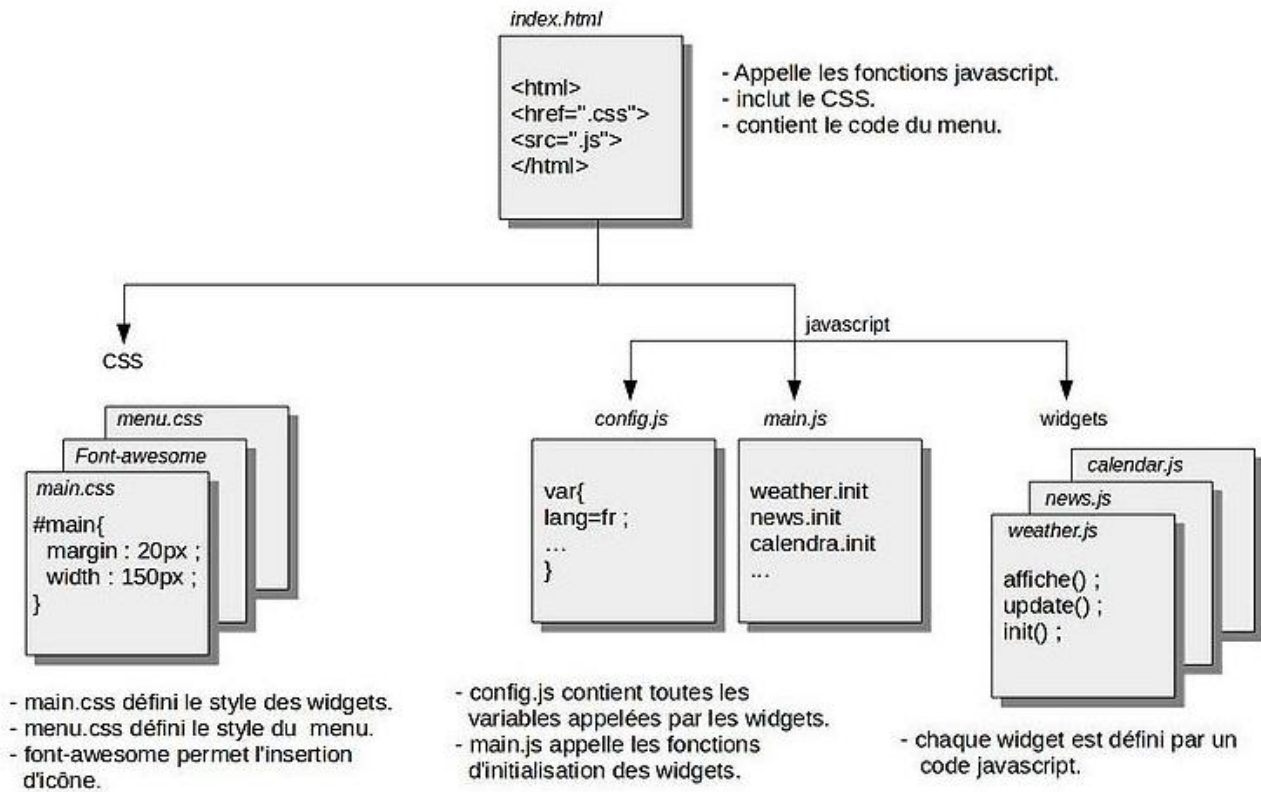 index.html
<html>
<href=".css">
<src=".js">
</html>
- Appelle les fonctions javascript.
- inclut le CSS.
- contient le code du menu.
CSS
menu.css
Font-awesome
main.css
#main{
margin : 20px ;
width : 150px ;
}
- main.css défini le style des widgets.
- menu.css défini le style du menu.
- font-awesome permet l'insertion
d'icône.
javascript
config.js
var{
lang=fr ;
...
}
main.js
weather.init
news.init
calendra.init
...
- config.js contient toutes les
variables appelées par les widgets.
- main.js appelle les fonctions
d'initialisation des widgets.
widgets
calendar.js
news.js
weather.js
affiche() ;
update() ;
init() ;
- chaque widget est défini par un
code javascript.